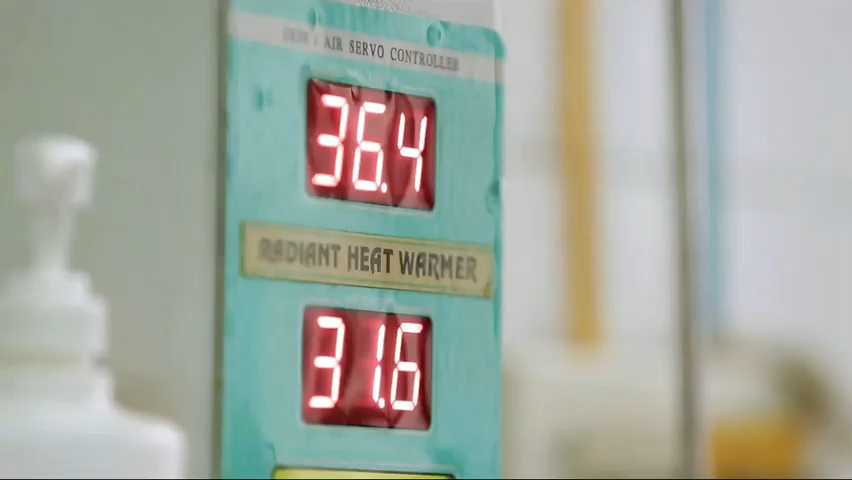 SKIN / AIR SERVO CONTROLLER
36.4
RADIANT HEAT WARMER
31.6